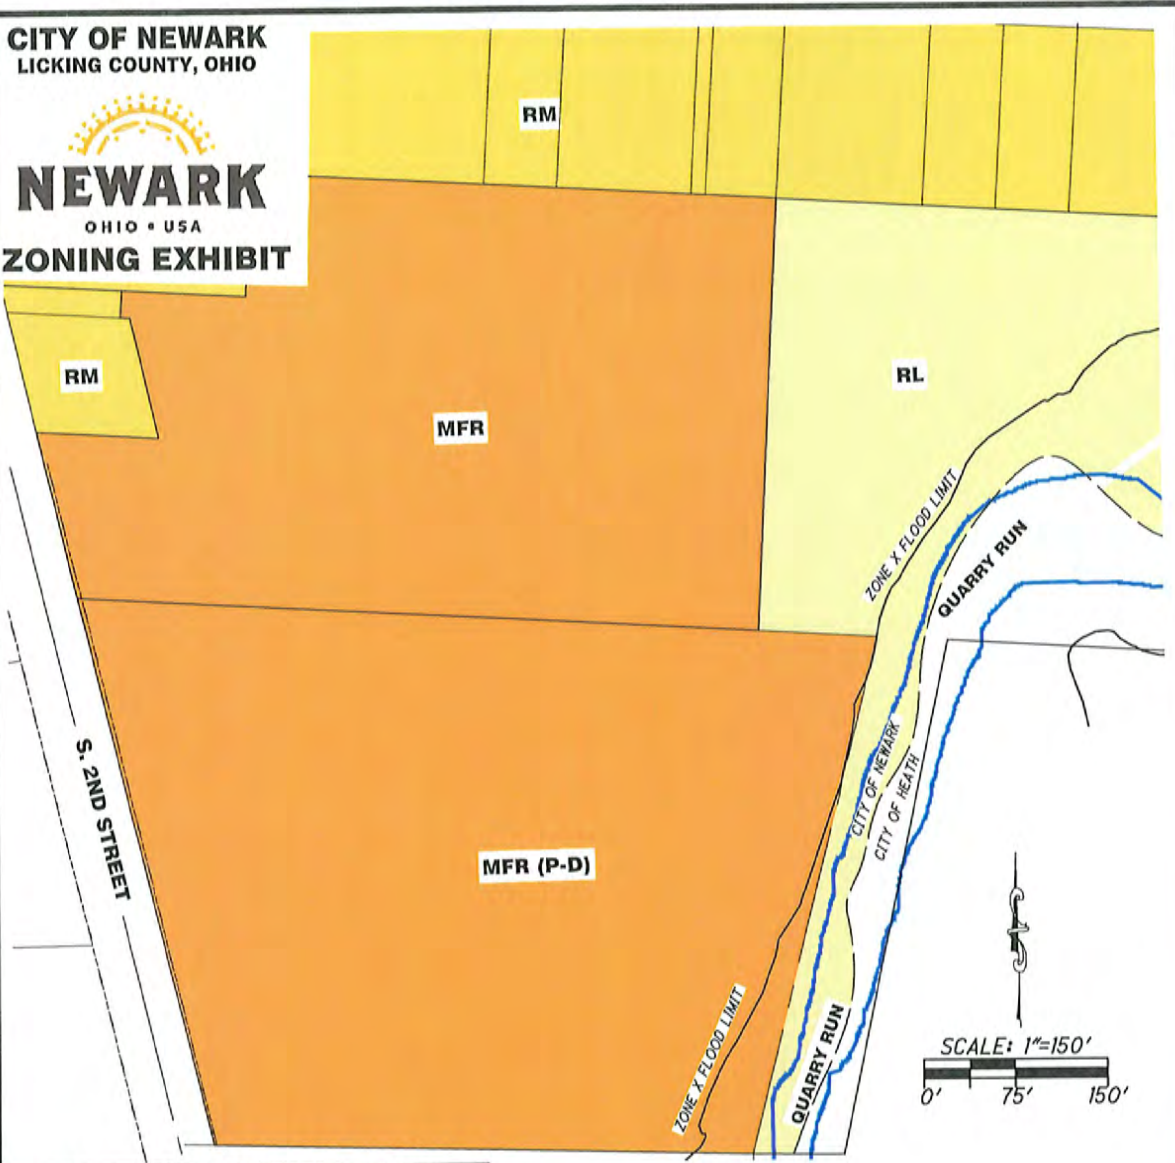 CITY OF NEWARK
LICKING COUNTY, OHIO
NEWARK
OHIO • USA
ZONING EXHIBIT
RM
RM
MFR
RL
ZONE X FLOOD LIMIT
QUARRY RUN
S. 2ND STREET
CITY OF NEWARK
CITY OF HEATH
MFR (P-D)
ZONE X FLOOD LIMIT
QUARRY RUN
SCALE: 1"=150'
0' 75' 150'